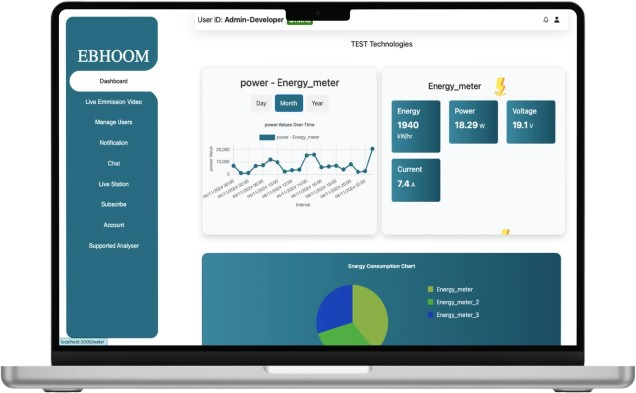 User ID: Admin-Developer
EBHOOM
TEST Technologies
Dashboard
Live Emmission Video
Manage Users
Notification
Chat
Live Station
Subscribe
Account
Supported Analyser
power - Energy_meter
Day Month Year
power Values Over Time
power - Energy_meter
power Value
20,000
10,000
0
Interval
Energy_meter
Energy
1940
kW/hr
Power
18.29 w
Voltage
19.1 v
Current
7.4 A
Energy Consumption Chart
Energy_meter
Energy_meter_2
Energy_meter_3
localhost:3000/water